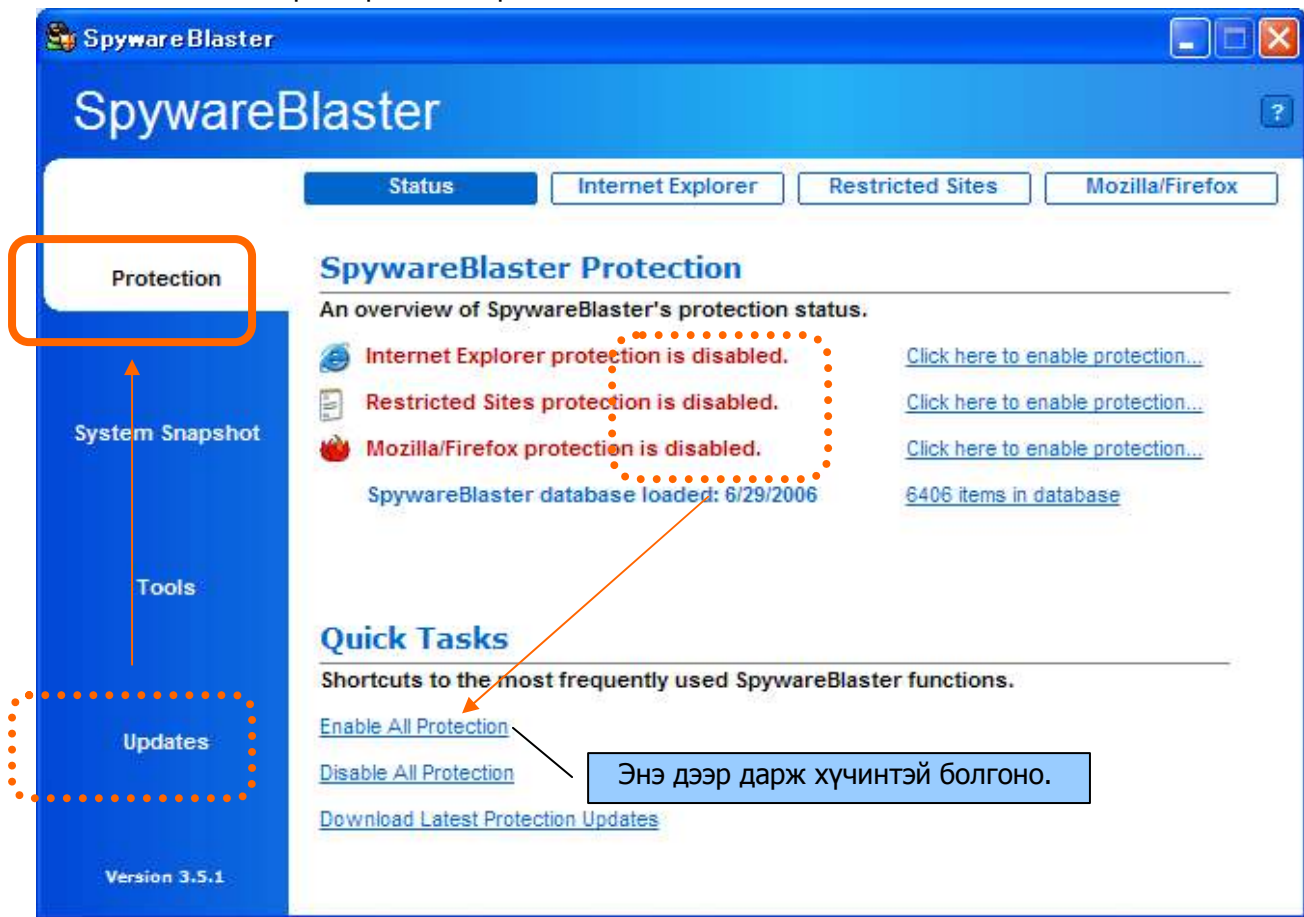 SpywareBlaster
SpywareBlaster
?
Status Internet Explorer Restricted Sites Mozilla/Firefox
Protection
System Snapshot
Tools
Updates
Version 3.5.1
SpywareBlaster Protection
An overview of SpywareBlaster's protection status.
Internet Explorer protection is disabled. Click here to enable protection...
Restricted Sites protection is disabled. Click here to enable protection...
Mozilla/Firefox protection is disabled. Click here to enable protection...
SpywareBlaster database loaded: 6/29/2006 6406 items in database
Quick Tasks
Shortcuts to the most frequently used SpywareBlaster functions.
Enable All Protection
Энэ дээр дарж хүчинтэй болгоно.
Disable All Protection
Download Latest Protection Updates